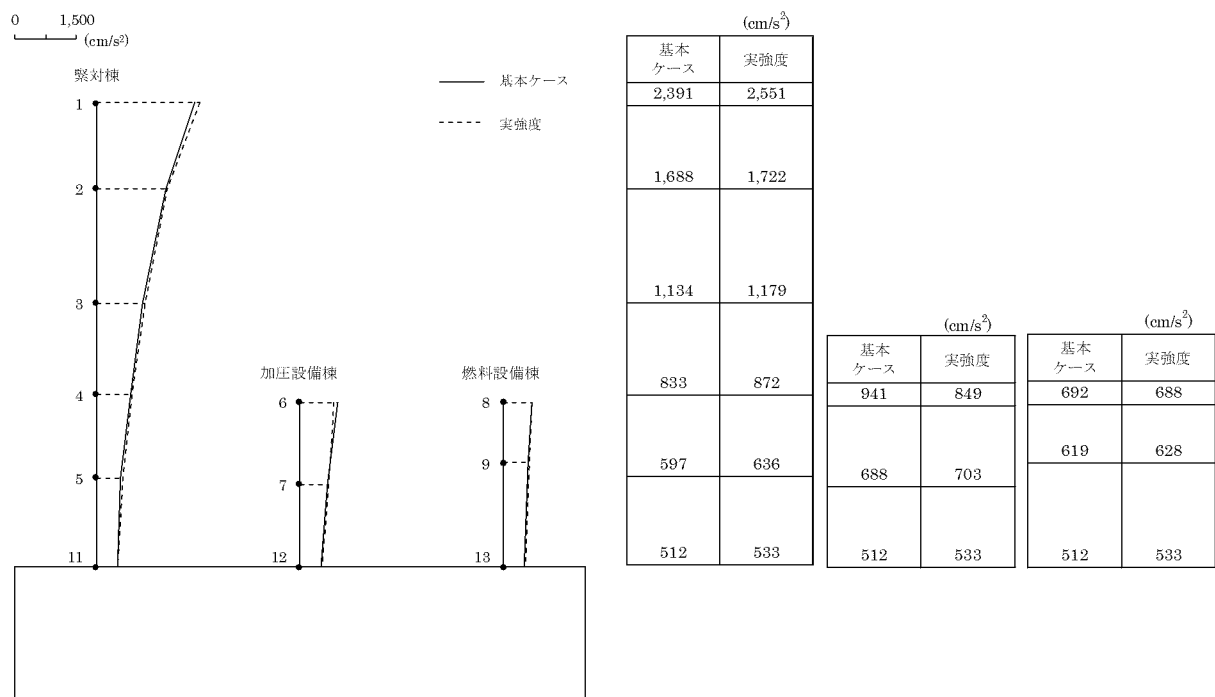 0 1,500
(cm/s²)
緊対棟
基本ケース
実強度
1
2
3
4
5
11
加圧設備棟
6
7
12
燃料設備棟
8
9
13
(cm/s²)
基本
ケース 実強度
2,391 2,551
1,688 1,722
1,134 1,179
833 872
597 636
512 533
(cm/s²)
基本
ケース 実強度
941 849
688 703
512 533
(cm/s²)
基本
ケース 実強度
692 688
619 628
512 533